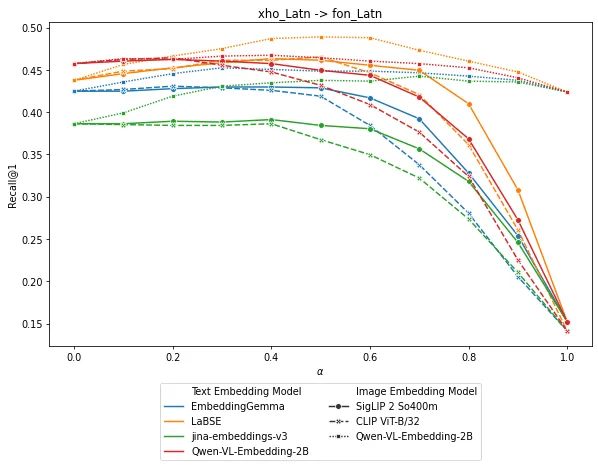 xho_Latn -> fon_Latn
Recall@1
0.50
0.45
0.40
0.35
0.30
0.25
0.20
0.15
0.0
0.2
0.4
0.6
0.8
1.0
α
Text Embedding Model
EmbeddingGemma
LaBSE
jina-embeddings-v3
Qwen-VL-Embedding-2B
Image Embedding Model
SigLIP 2 So400m
CLIP ViT-B/32
Qwen-VL-Embedding-2B